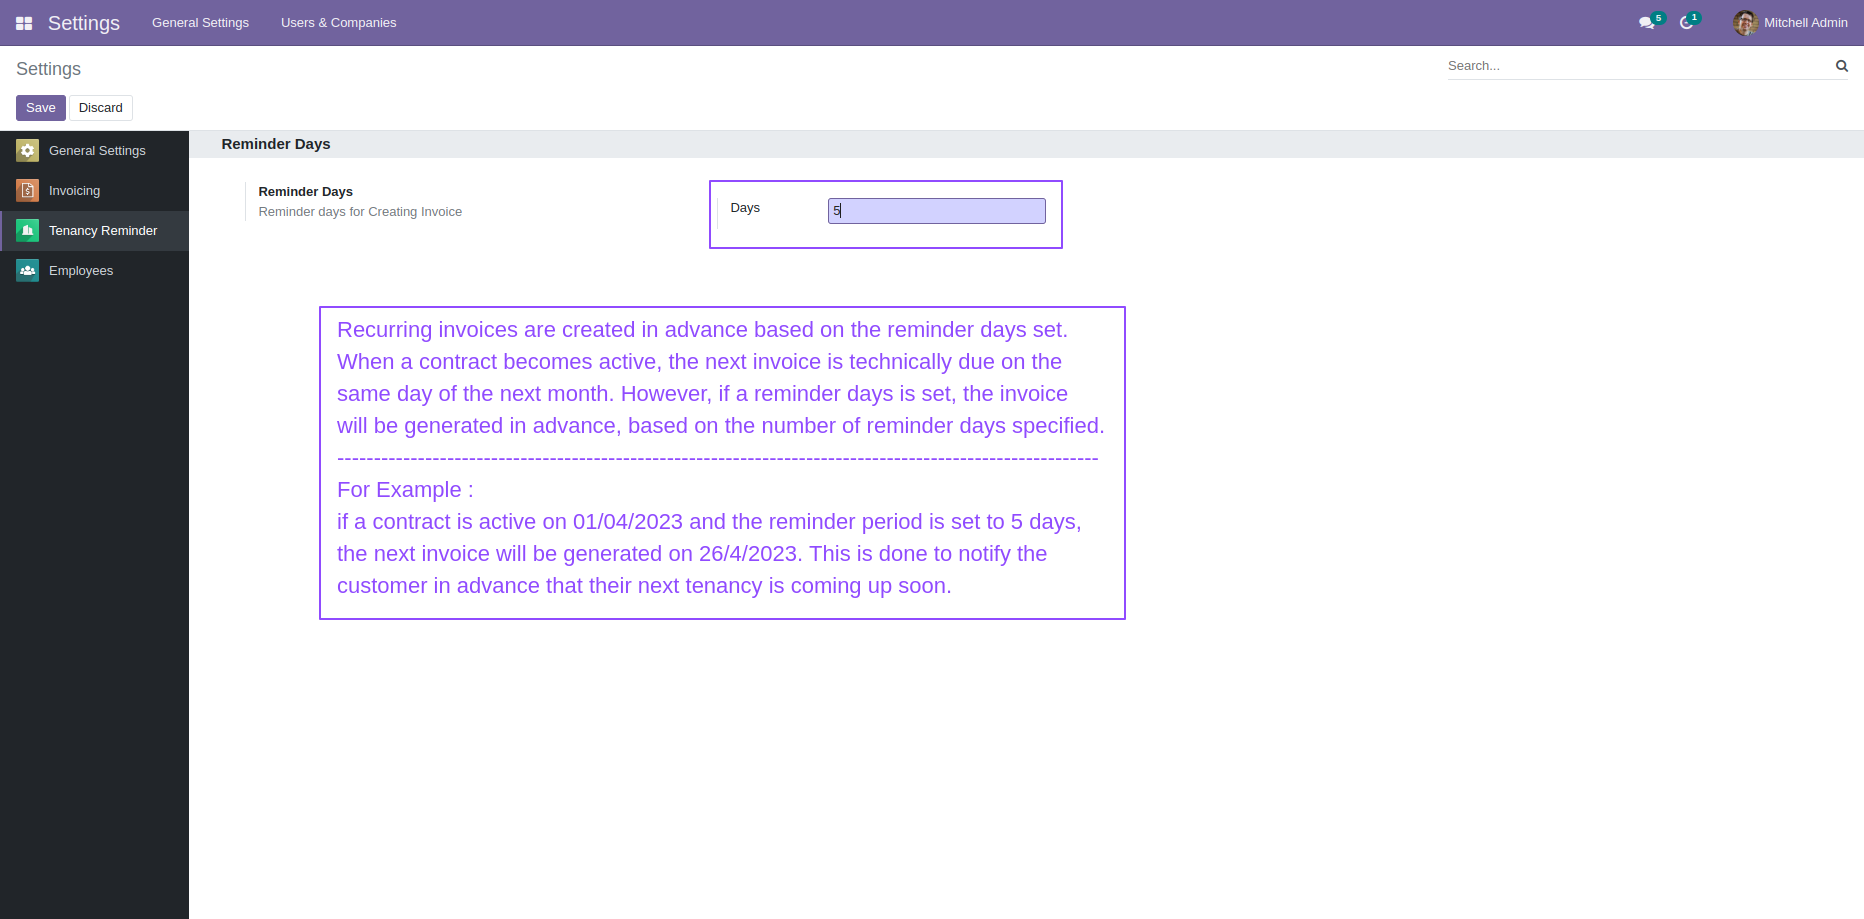 Settings
General Settings
Users & Companies
5
1
Mitchell Admin
Settings
Search...
Save
Discard
General Settings
Invoicing
Tenancy Reminder
Employees
Reminder Days
Reminder Days
Reminder days for Creating Invoice
Days
5
Recurring invoices are created in advance based on the reminder days set.
When a contract becomes active, the next invoice is technically due on the
same day of the next month. However, if a reminder days is set, the invoice
will be generated in advance, based on the number of reminder days specified.
--------------------------------------------------------------------------------------------------------
For Example :
if a contract is active on 01/04/2023 and the reminder period is set to 5 days,
the next invoice will be generated on 26/4/2023. This is done to notify the
customer in advance that their next tenancy is coming up soon.